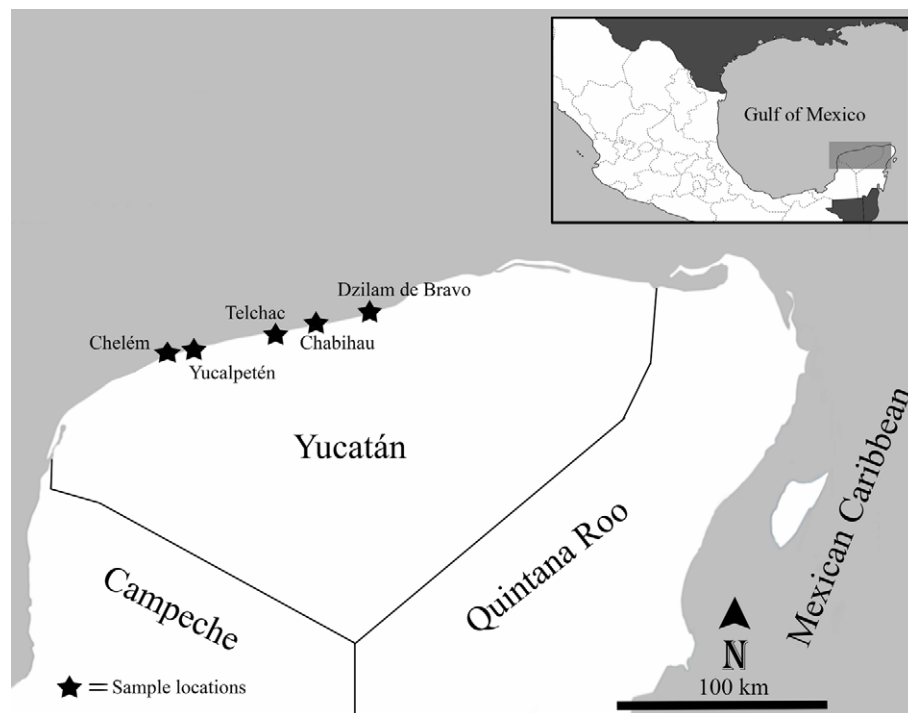 Gulf of Mexico
Dzilam de Bravo
Telchac
Chabihau
Chelém
Yucalpetén
Yucatán
Quintana Roo
Campeche
Mexican Caribbean
N
100 km
= Sample locations